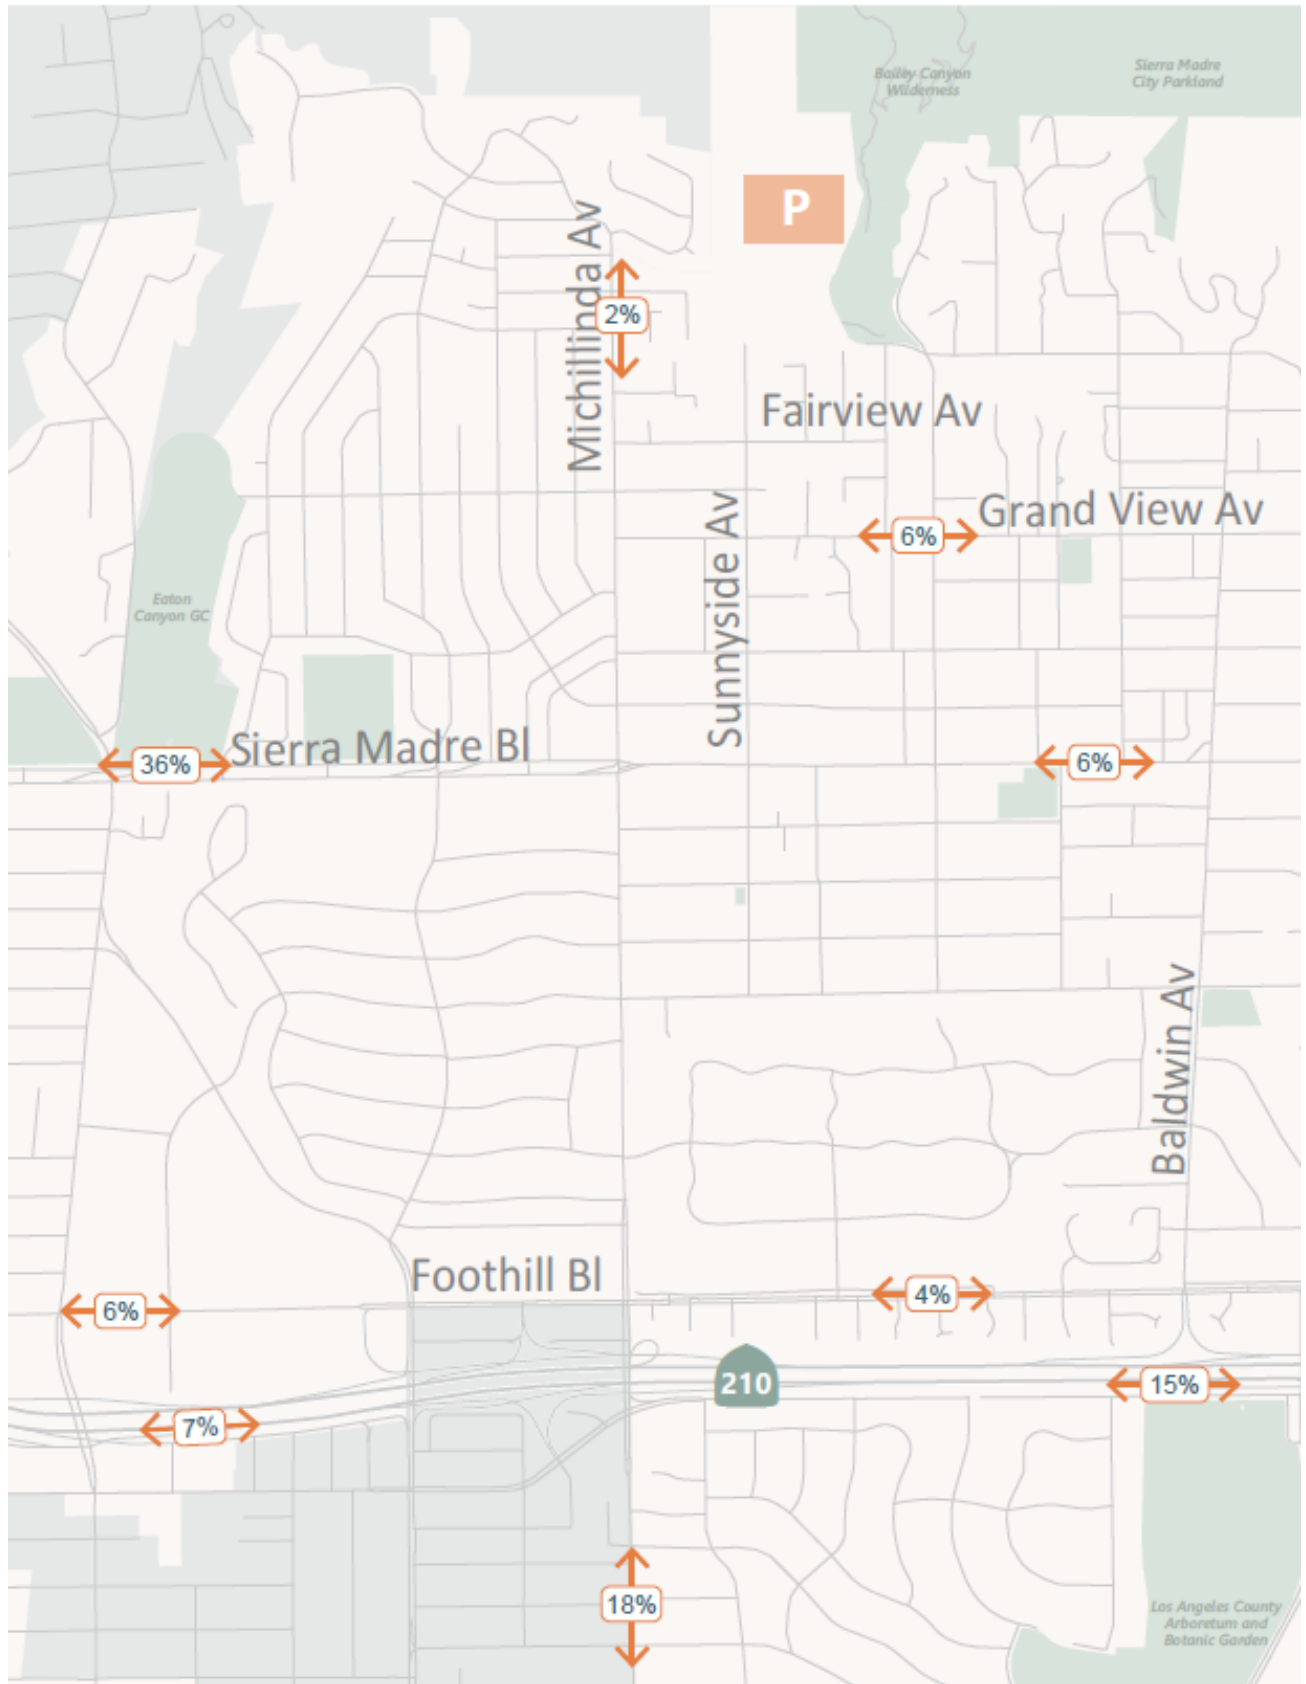 Bailey Canyon
Wilderness
Sierra Madre
City Parkland
P
Michillinda Av
2%
Fairview Av
Grand View Av
6%
Sunnyside Av
Eaton
Canyon GC
Sierra Madre Bl
36%
6%
Baldwin Av
Foothill Bl
6%
4%
210
15%
7%
18%
Los Angeles County
Arboretum and
Botanic Garden